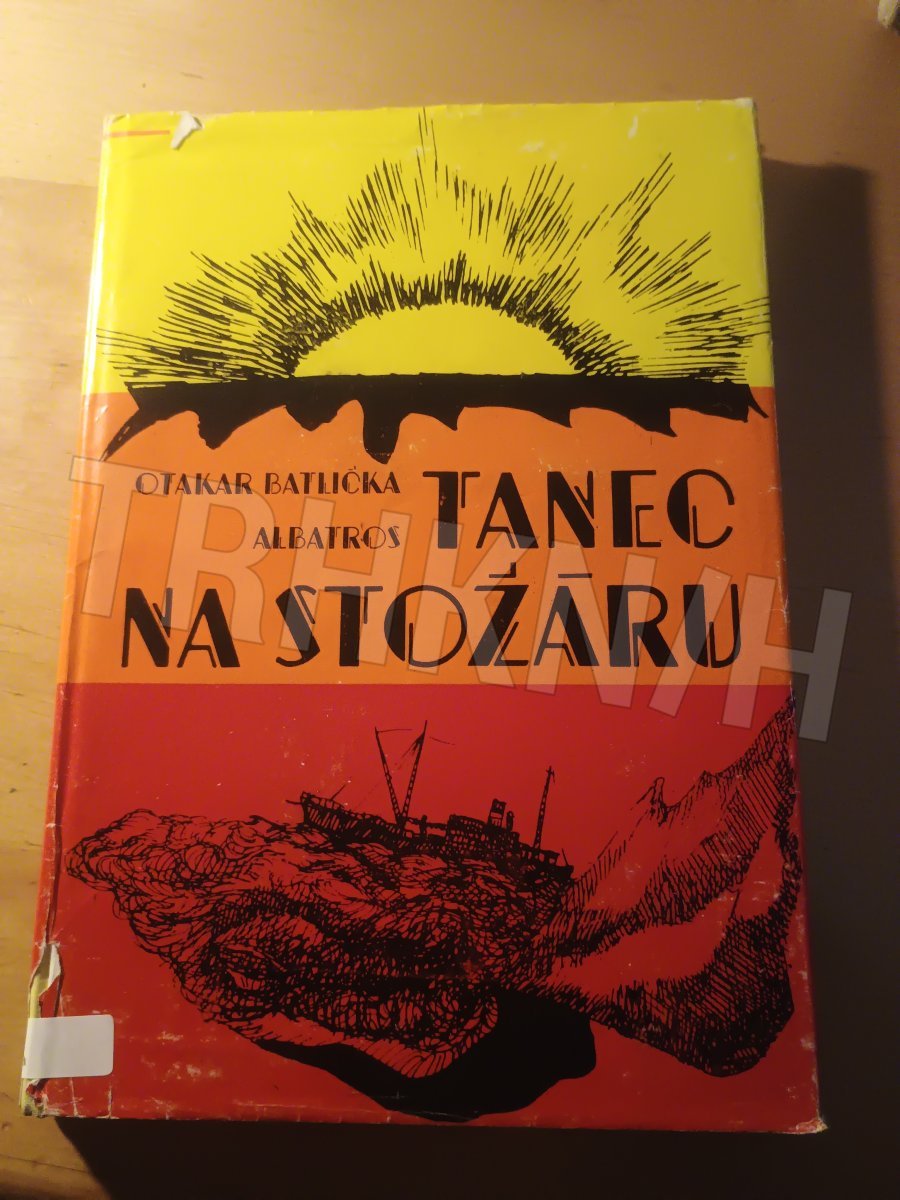 OTAKAR BATLIČKA
ALBATROS
TANEC
NA STOŽÁRU
TRHKNIH